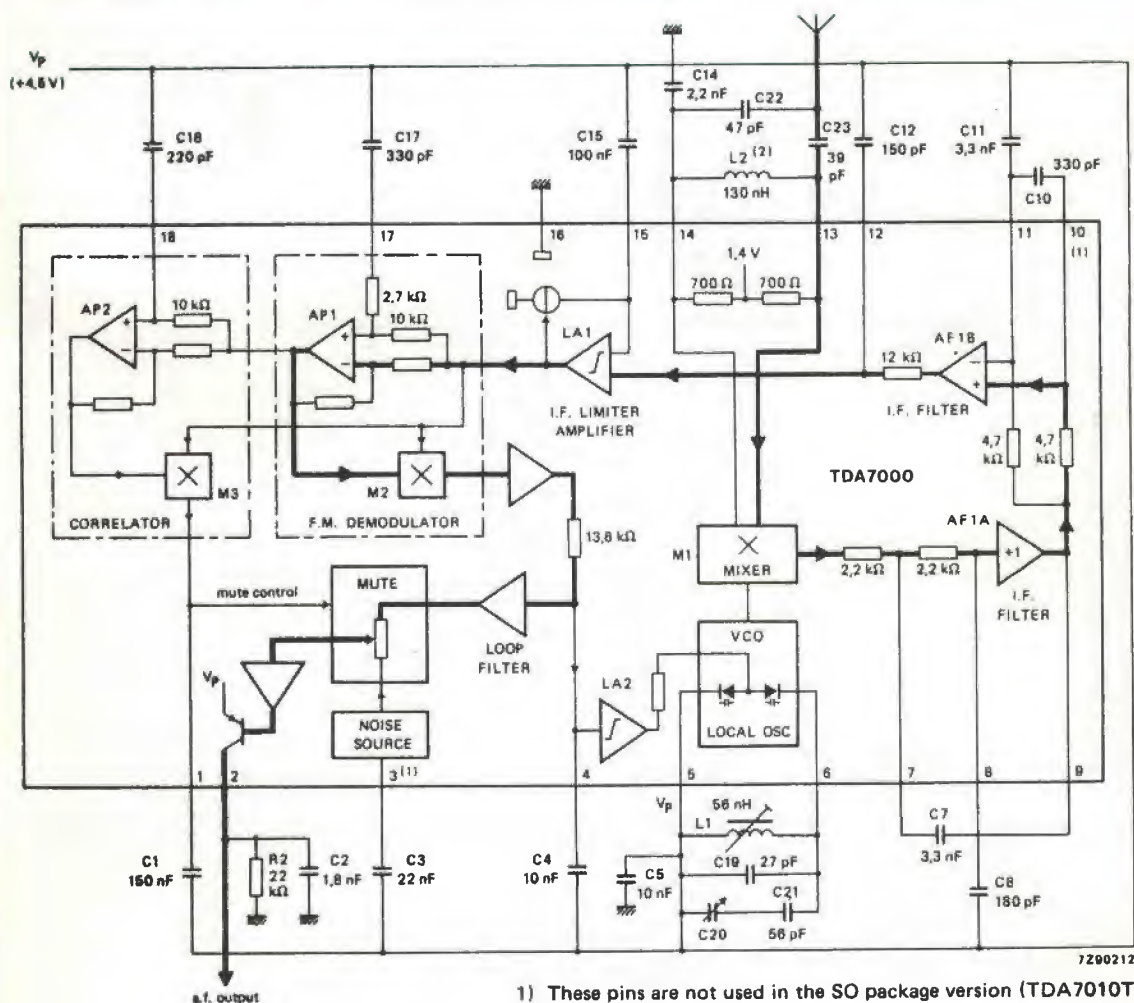 Vp
(+4,5 V)
C18
220 pF
C17
330 pF
C15
100 nF
C14
2,2 nF
C22
47 pF
L2 (2)
130 nH
C23
39
pF
C12
150 pF
C11
3,3 nF
330 pF
C10
18
17
16
15
14
13
12
11
10
(1)
1,4 V
700 Ω
700 Ω
AP2
10 kΩ
2,7 kΩ
AP1
10 kΩ
LA1
I.F. LIMITER
AMPLIFIER
12 kΩ
AF1B
I.F. FILTER
4,7
kΩ
4,7
kΩ
TDA7000
M3
CORRELATOR
M2
F.M. DEMODULATOR
13,6 kΩ
M1
MIXER
2,2 kΩ
2,2 kΩ
AF1A
+1
I.F.
FILTER
mute control
MUTE
LOOP
FILTER
VCO
LOCAL OSC
LA2
Vp
NOISE
SOURCE
1
2
3 (1)
4
5
6
7
8
9
Vp
56 nH
L1
C19
27 pF
C21
56 pF
C20
C7
3,3 nF
C8
180 pF
C1
150 nF
R2
22
kΩ
C2
1,8 nF
C3
22 nF
C4
10 nF
C5
10 nF
7Z90212
a.f. output
1) These pins are not used in the SO package version (TDA7010T